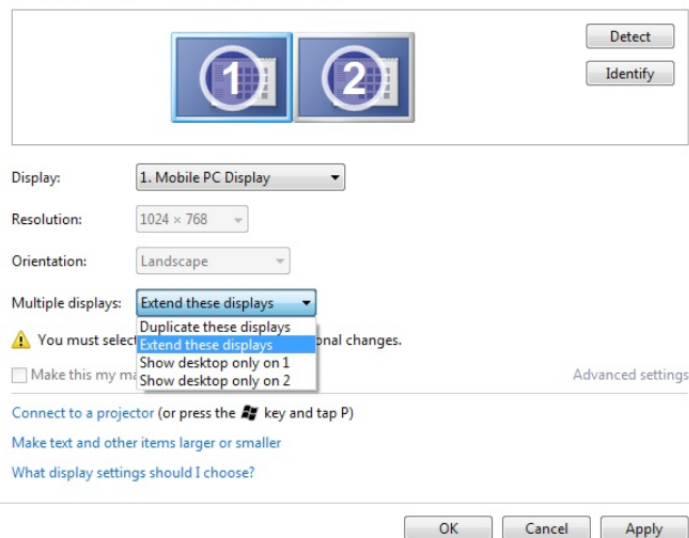 1 2
Detect
Identify
Display: 1. Mobile PC Display
Resolution: 1024 × 768
Orientation: Landscape
Multiple displays: Extend these displays
Duplicate these displays
You must select onal changes.
Extend these displays
Show desktop only on 1
Make this my ma
Show desktop only on 2
Advanced settings
Connect to a projector (or press the key and tap P)
Make text and other items larger or smaller
What display settings should I choose?
OK Cancel Apply